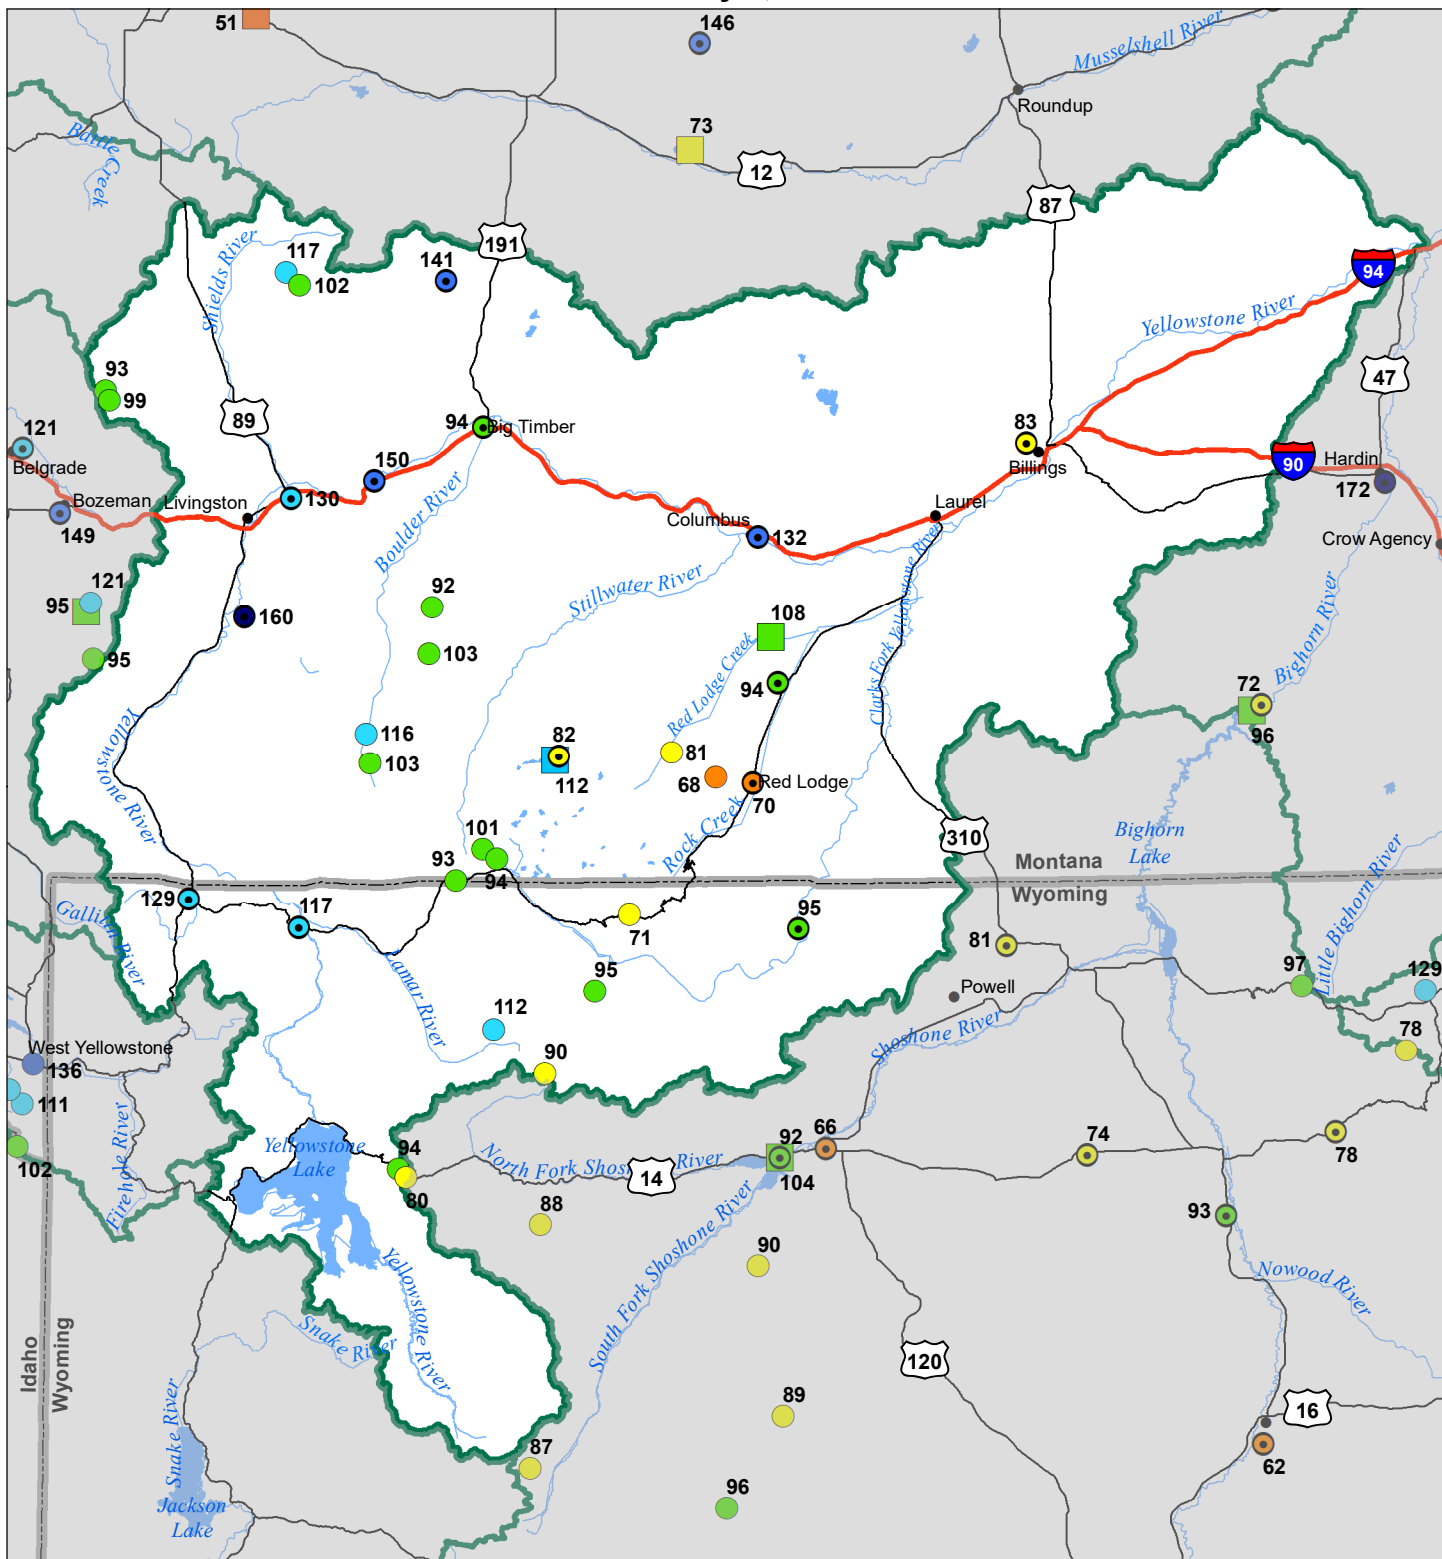 51
146
Musselshell River
Roundup
Battle Creek
73
12
87
191
117
102
141
Shields River
94
Yellowstone River
47
93
99
89
94
Big Timber
83
Billings
121
Belgrade
150
90
Hardin
172
Bozeman
Livingston
130
149
Boulder River
Columbus
132
Laurel
Crow Agency
121
95
92
Stillwater River
160
108
Clarks Fork Yellowstone River
Bighorn River
95
103
Red Lodge Creek
94
72
96
Yellowstone River
116
103
82
112
81
68
Red Lodge
70
Rock Creek
310
Bighorn
Lake
101
93
94
Montana
Wyoming
129
Gallatin River
117
71
95
81
Little Bighorn River
Lamar River
95
Powell
97
129
112
Shoshone River
West Yellowstone
136
90
78
111
Firehole River
102
Yellowstone
Lake
94
80
North Fork Shoshone River
14
92
104
66
74
78
88
South Fork Shoshone River
90
93
Nowood River
Yellowstone River
Snake River
Idaho
Wyoming
120
89
16
Snake River
87
62
Jackson
Lake
96